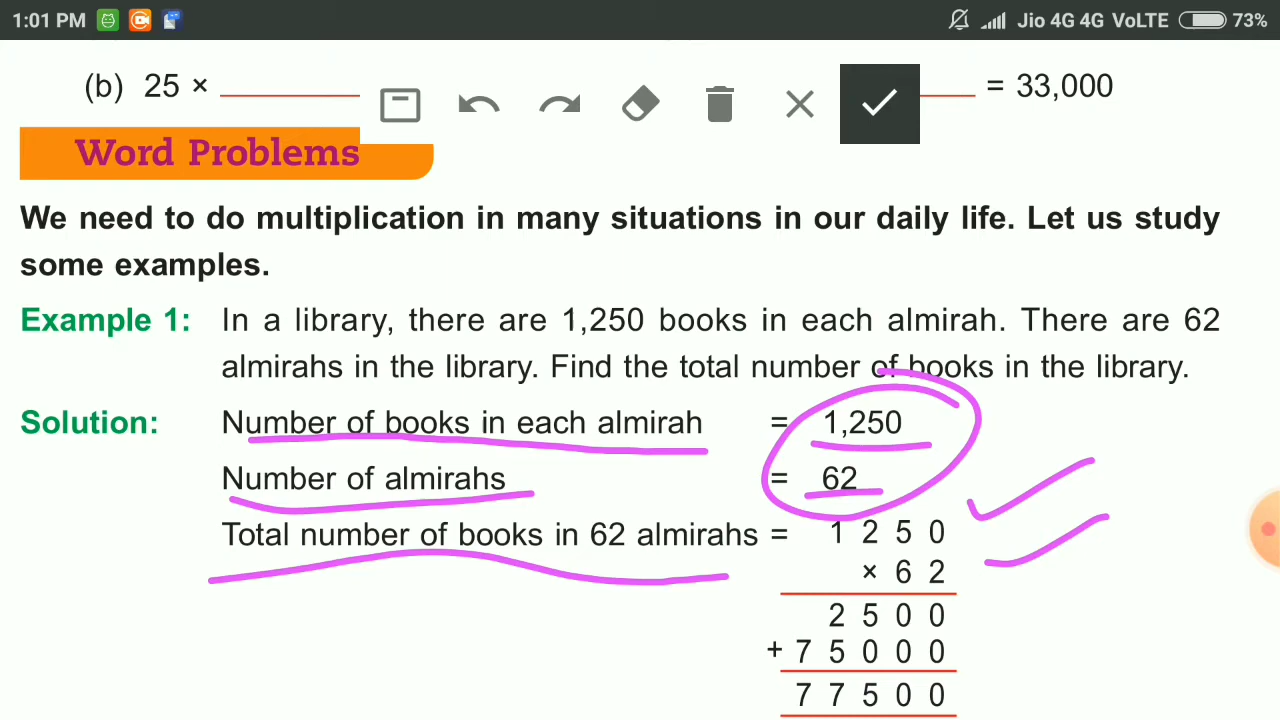 1:01 PM Jio 4G 4G VoLTE 73%
(b) 25 × __________ = 33,000
Word Problems
We need to do multiplication in many situations in our daily life. Let us study
some examples.
Example 1: In a library, there are 1,250 books in each almirah. There are 62
almirahs in the library. Find the total number of books in the library.
Solution: Number of books in each almirah = 1,250
Number of almirahs = 62
Total number of books in 62 almirahs = 1 2 5 0
× 6 2
2 5 0 0
+ 7 5 0 0 0
7 7 5 0 0